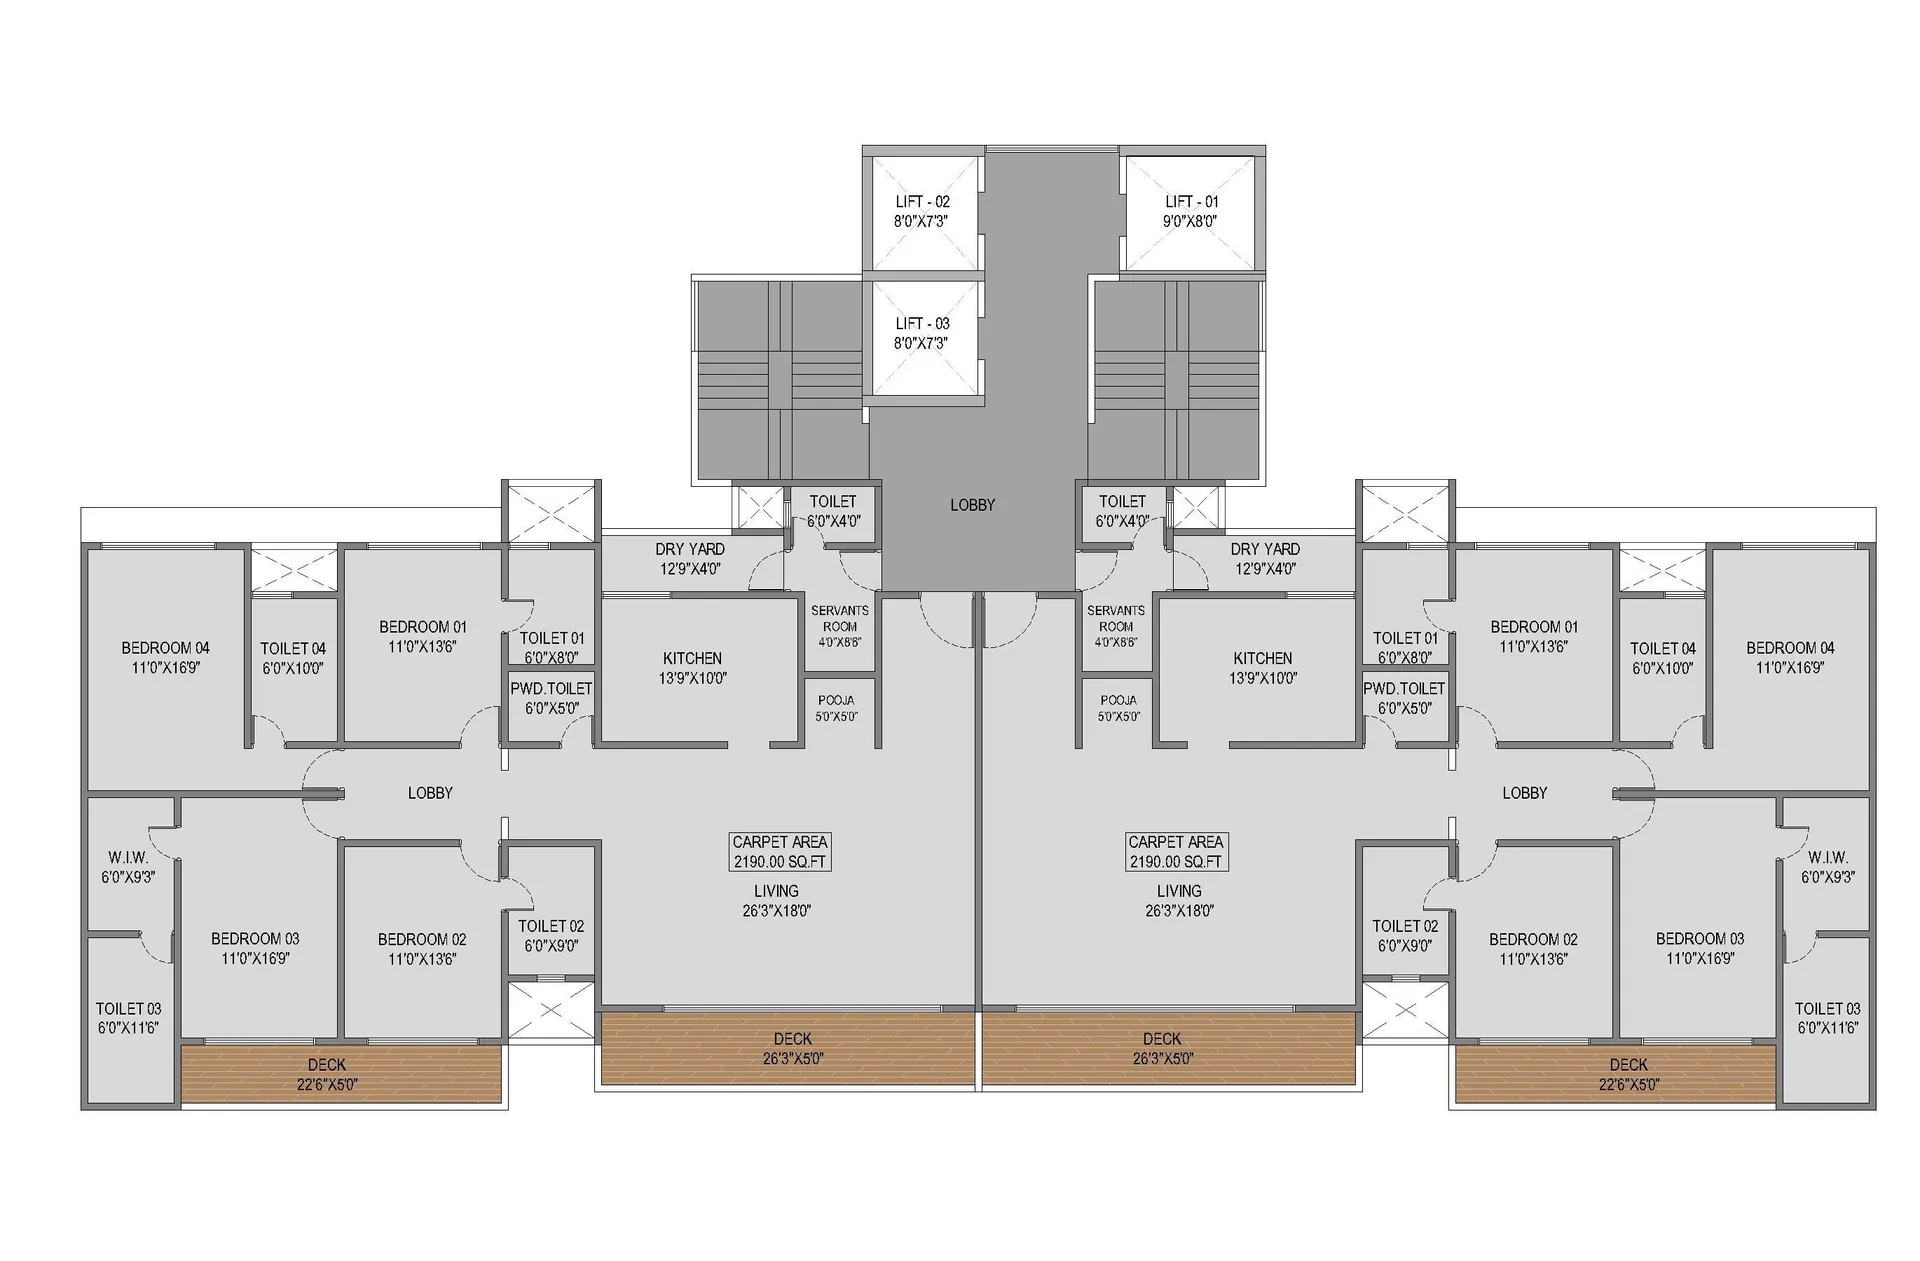 LIFT - 02
8'0"X7'3"
LIFT - 01
9'0"X8'0"
LIFT - 03
8'0"X7'3"
LOBBY
TOILET
6'0"X4'0"
TOILET
6'0"X4'0"
DRY YARD
12'9"X4'0"
DRY YARD
12'9"X4'0"
BEDROOM 04
11'0"X16'9"
TOILET 04
6'0"X10'0"
BEDROOM 01
11'0"X13'6"
TOILET 01
6'0"X8'0"
PWD.TOILET
6'0"X5'0"
KITCHEN
13'9"X10'0"
SERVANTS
ROOM
4'0"X8'6"
POOJA
5'0"X5'0"
SERVANTS
ROOM
4'0"X8'6"
POOJA
5'0"X5'0"
KITCHEN
13'9"X10'0"
TOILET 01
6'0"X8'0"
PWD.TOILET
6'0"X5'0"
BEDROOM 01
11'0"X13'6"
TOILET 04
6'0"X10'0"
BEDROOM 04
11'0"X16'9"
LOBBY
LOBBY
CARPET AREA
2190.00 SQ.FT
LIVING
26'3"X18'0"
CARPET AREA
2190.00 SQ.FT
LIVING
26'3"X18'0"
W.I.W.
6'0"X9'3"
BEDROOM 03
11'0"X16'9"
BEDROOM 02
11'0"X13'6"
TOILET 02
6'0"X9'0"
TOILET 02
6'0"X9'0"
BEDROOM 02
11'0"X13'6"
BEDROOM 03
11'0"X16'9"
W.I.W.
6'0"X9'3"
TOILET 03
6'0"X11'6"
TOILET 03
6'0"X11'6"
DECK
22'6"X5'0"
DECK
26'3"X5'0"
DECK
26'3"X5'0"
DECK
22'6"X5'0"